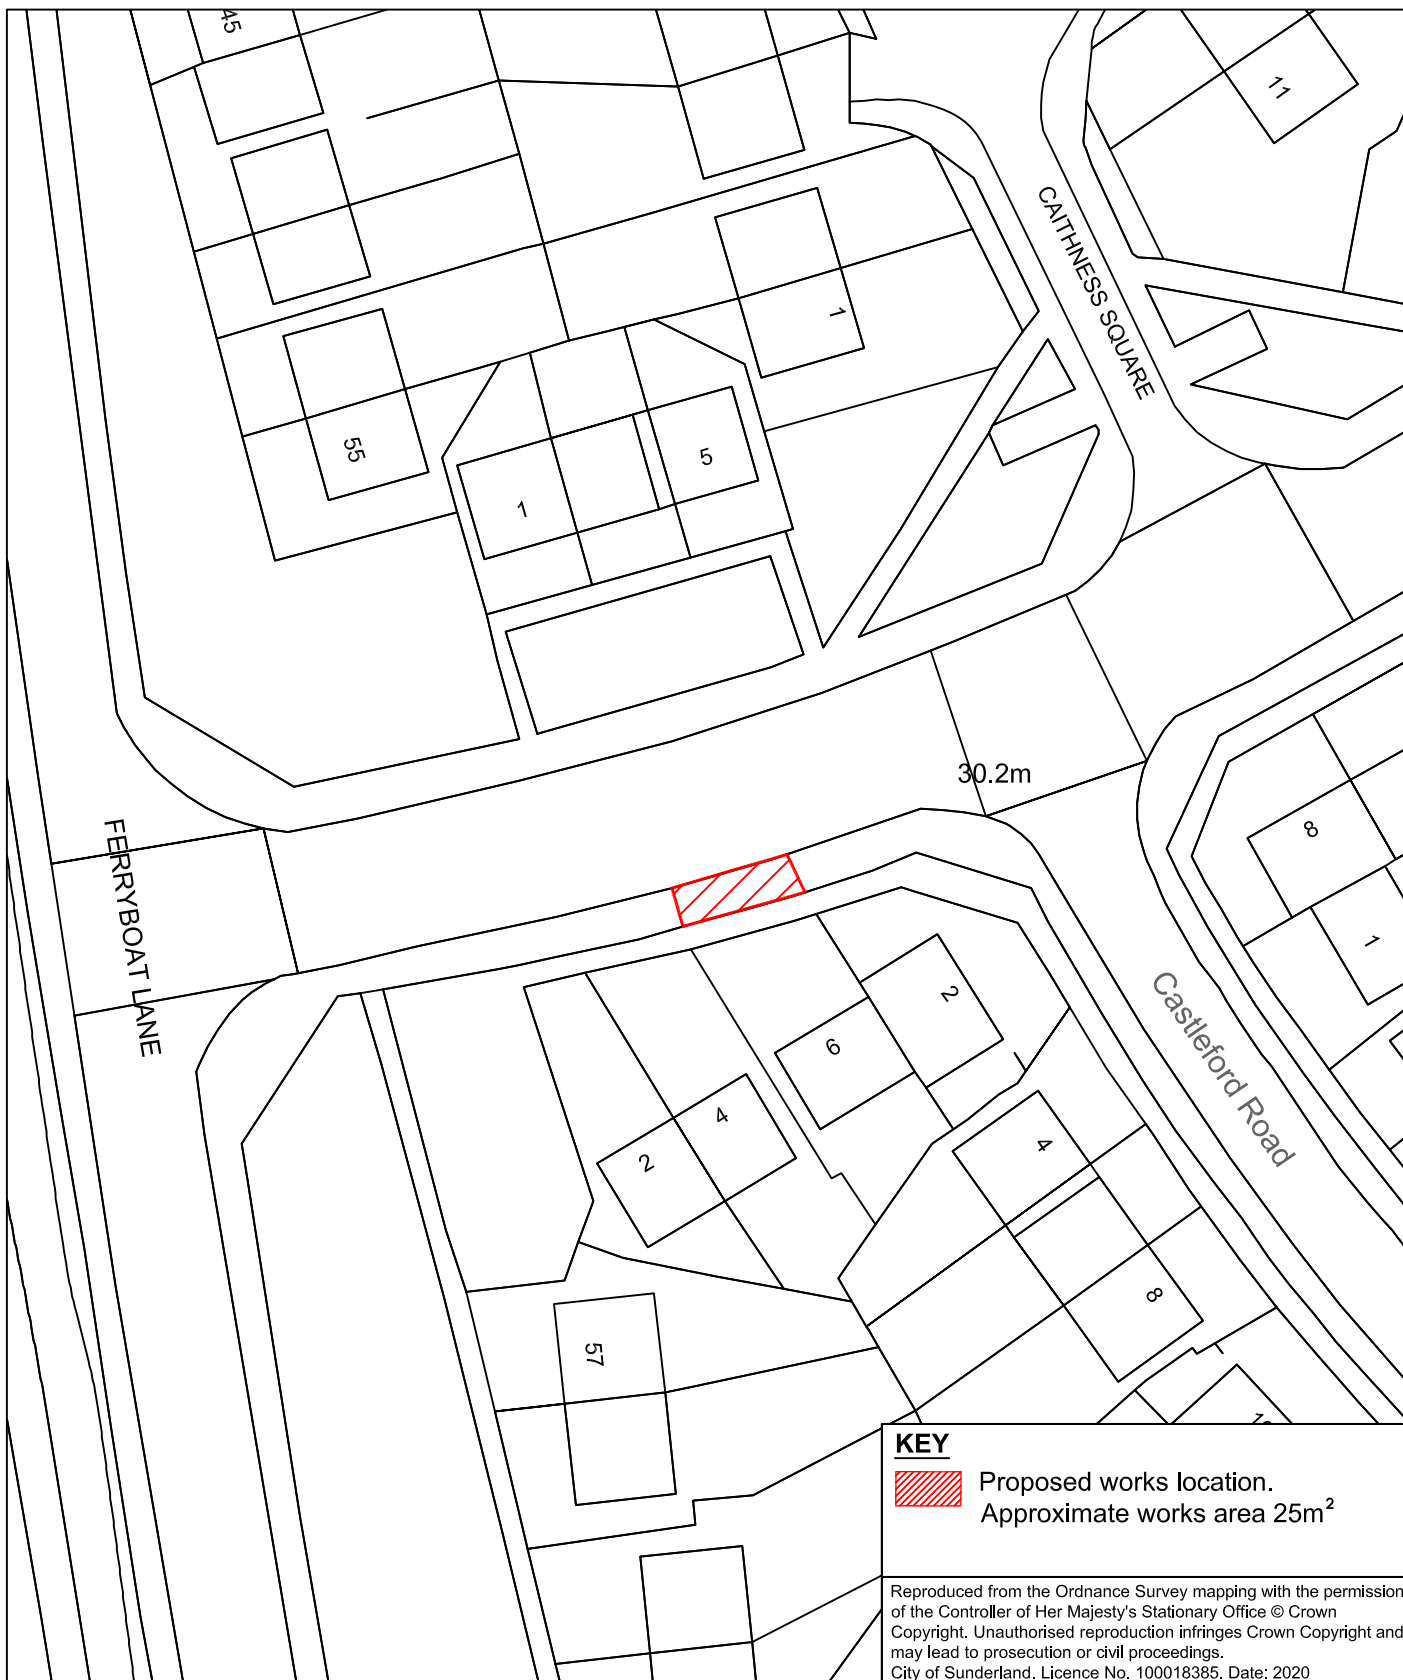 45
11
CAITHNESS SQUARE
1
55
5
1
30.2m
FERRYBOAT LANE
8
1
Castleford Road
2
6
4
2
4
8
57
KEY
Proposed works location.
Approximate works area 25m²
Reproduced from the Ordnance Survey mapping with the permission
of the Controller of Her Majesty's Stationary Office © Crown
Copyright. Unauthorised reproduction infringes Crown Copyright and
may lead to prosecution or civil proceedings.
City of Sunderland. Licence No. 100018385. Date: 2020